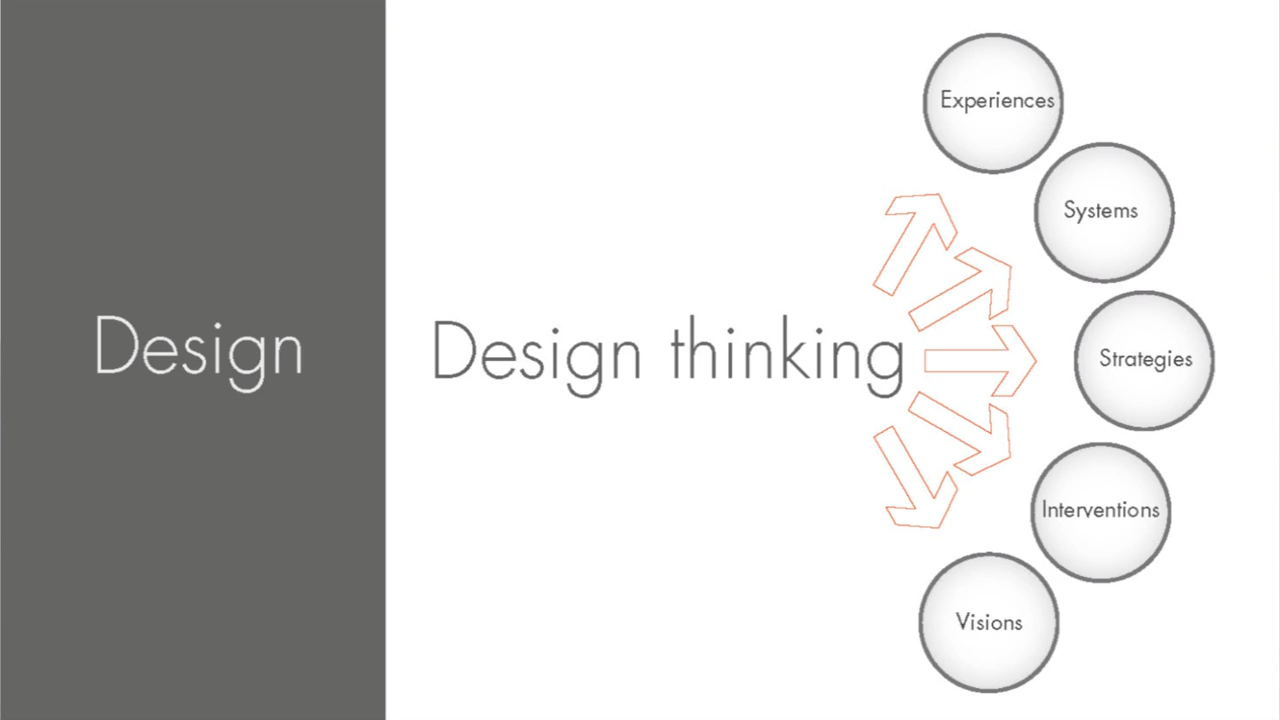 Design
Design thinking
Experiences
Systems
Strategies
Interventions
Visions